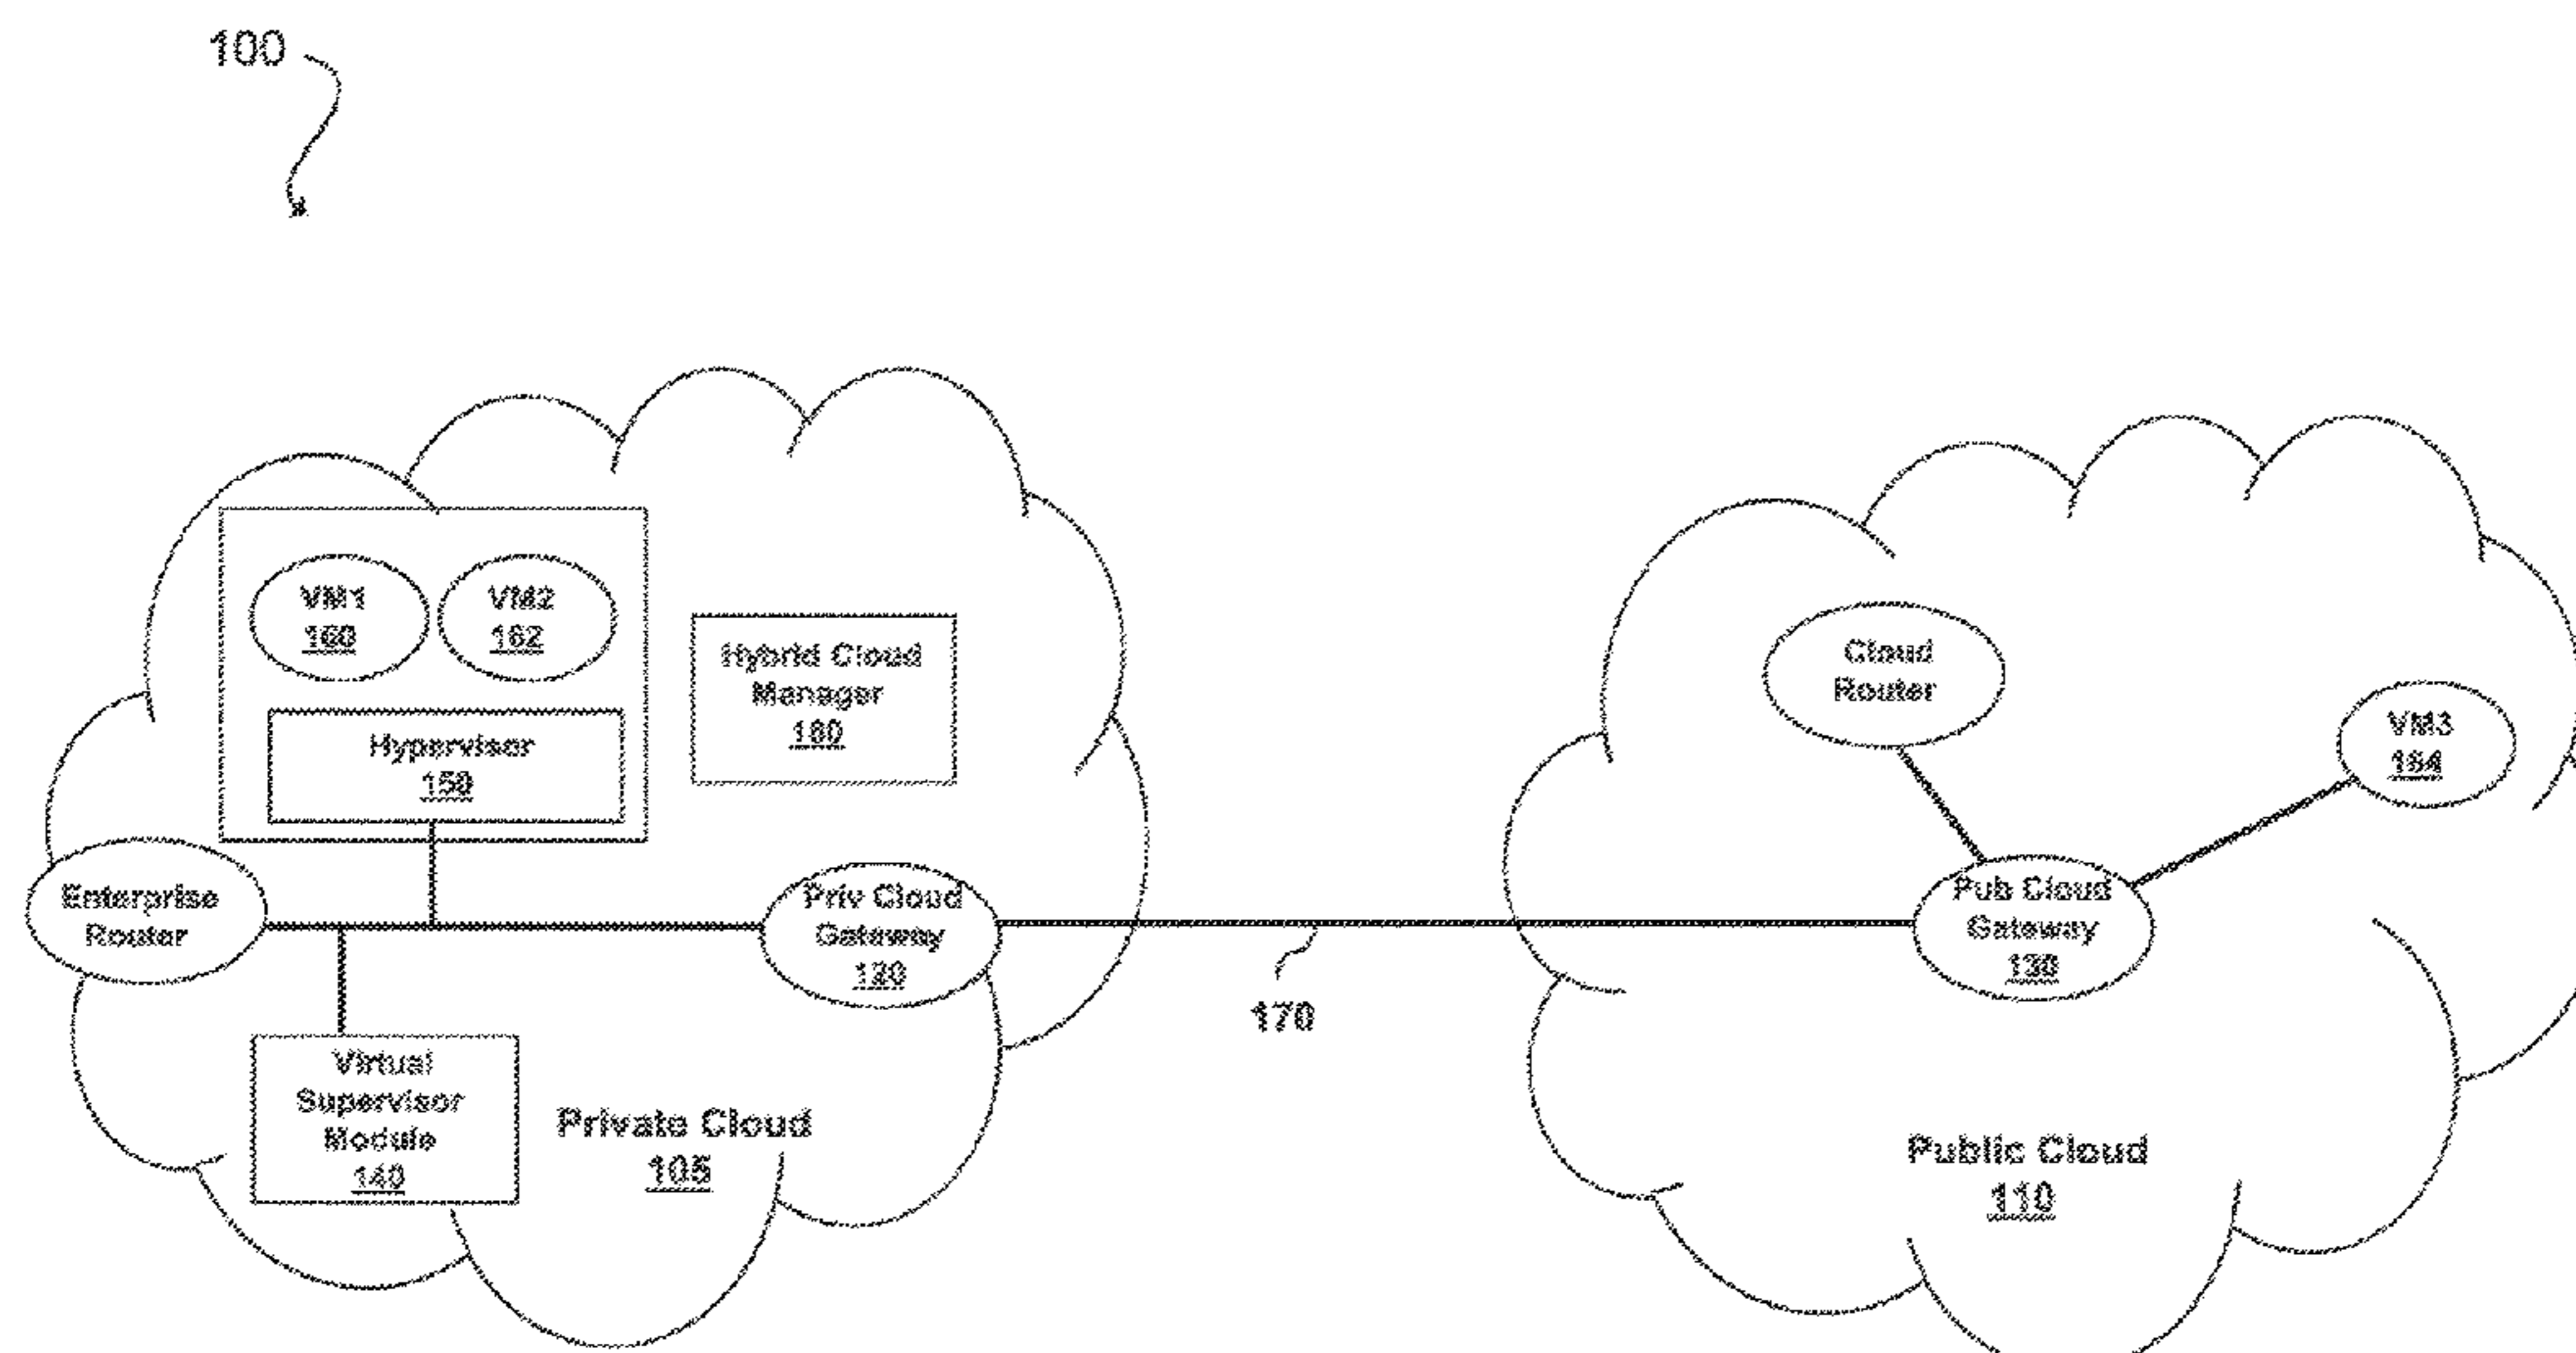 100
VM1
160
VM2
162
Hypervisor
150
Hybrid Cloud
Manager
180
Enterprise
Router
Priv Cloud
Gateway
120
Virtual
Supervisor
Module
140
Private Cloud
105
170
Cloud
Router
VM3
164
Pub Cloud
Gateway
130
Public Cloud
110